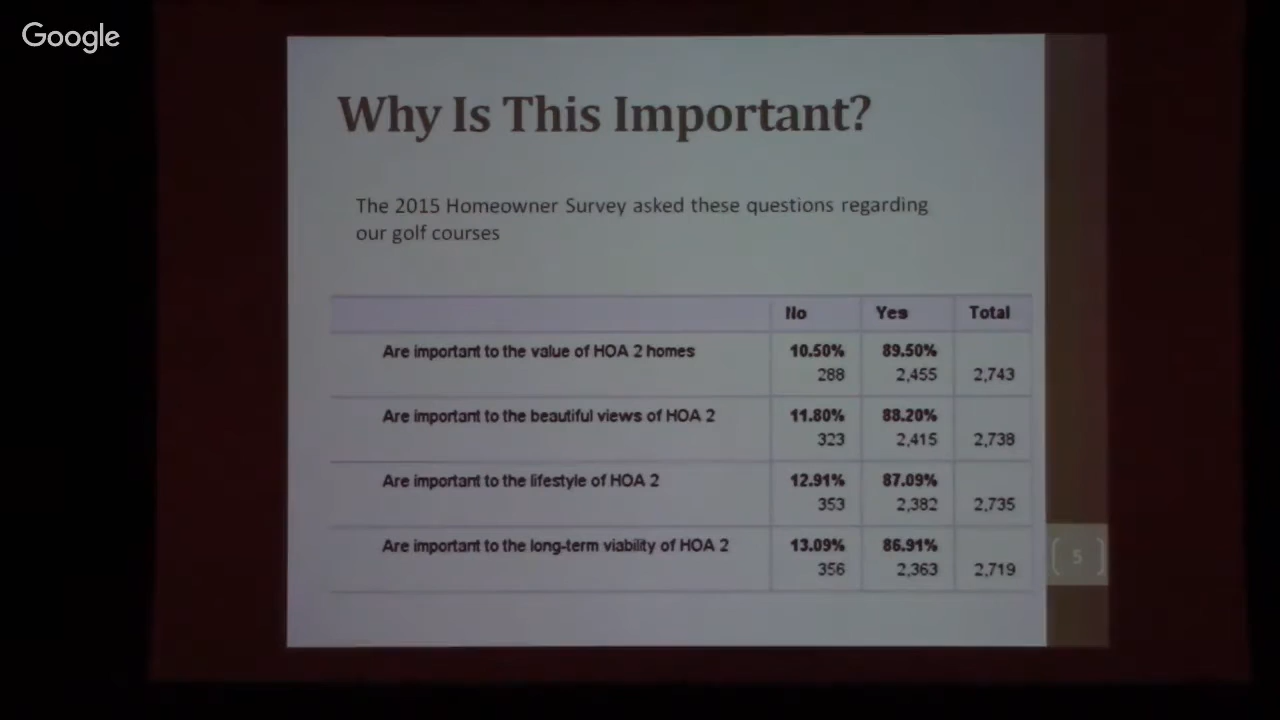 Google
Why Is This Important?
The 2015 Homeowner Survey asked these questions regarding
our golf courses
No Yes Total
Are important to the value of HOA 2 homes 10.50% 89.50%
288 2,455 2,743
Are important to the beautiful views of HOA 2 11.80% 88.20%
323 2,415 2,738
Are important to the lifestyle of HOA 2 12.91% 87.09%
353 2,382 2,735
Are important to the long-term viability of HOA 2 13.09% 86.91%
356 2,363 2,719
5